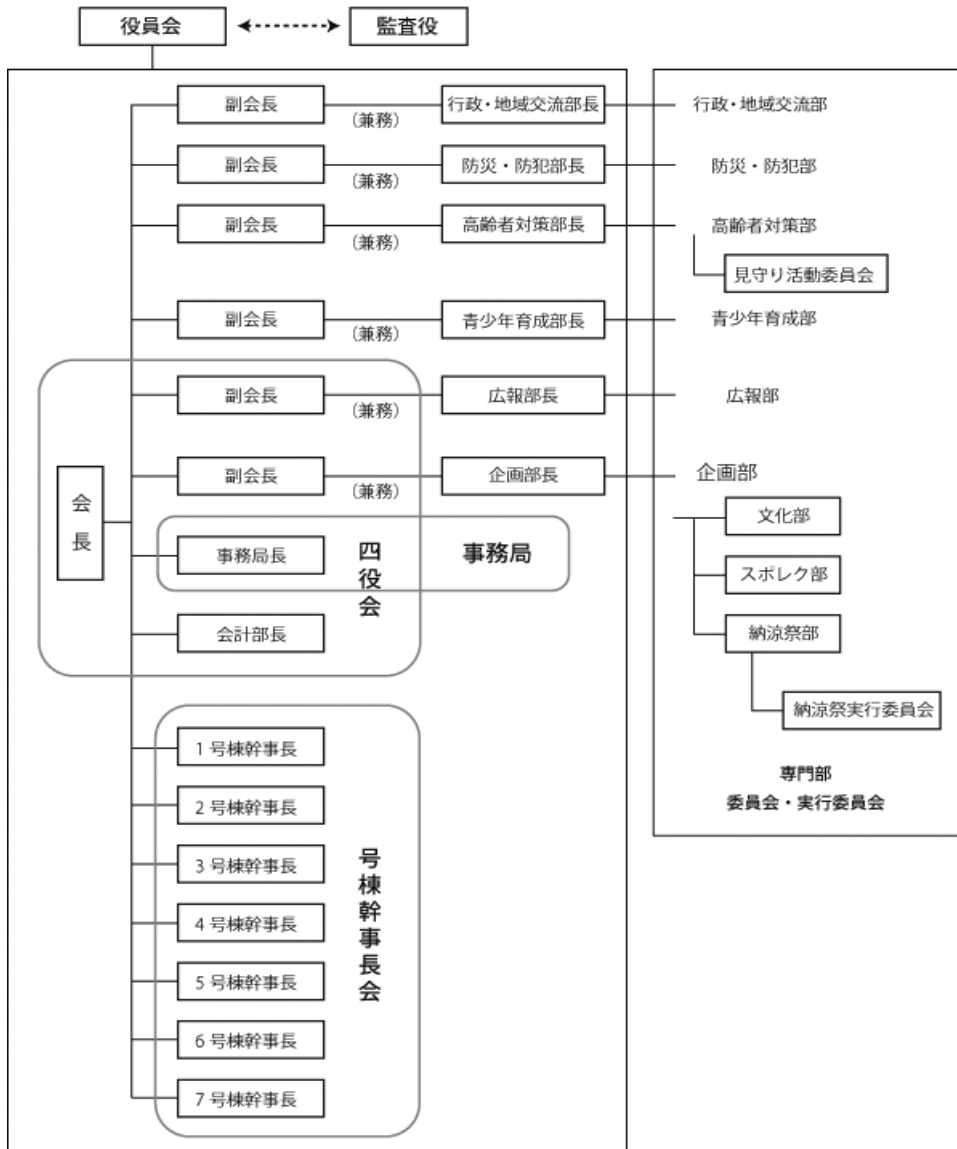 役員会
監査役
副会長
(兼務)
行政・地域交流部長
行政・地域交流部
副会長
(兼務)
防災・防犯部長
防災・防犯部
副会長
(兼務)
高齢者対策部長
高齢者対策部
見守り活動委員会
副会長
(兼務)
青少年育成部長
青少年育成部
副会長
(兼務)
広報部長
広報部
会長
副会長
(兼務)
企画部長
企画部
文化部
事務局長
四役会
事務局
スポレク部
会計部長
納涼祭部
納涼祭実行委員会
専門部
委員会・実行委員会
1号棟幹事長
2号棟幹事長
3号棟幹事長
4号棟幹事長
5号棟幹事長
6号棟幹事長
7号棟幹事長
号棟幹事長会